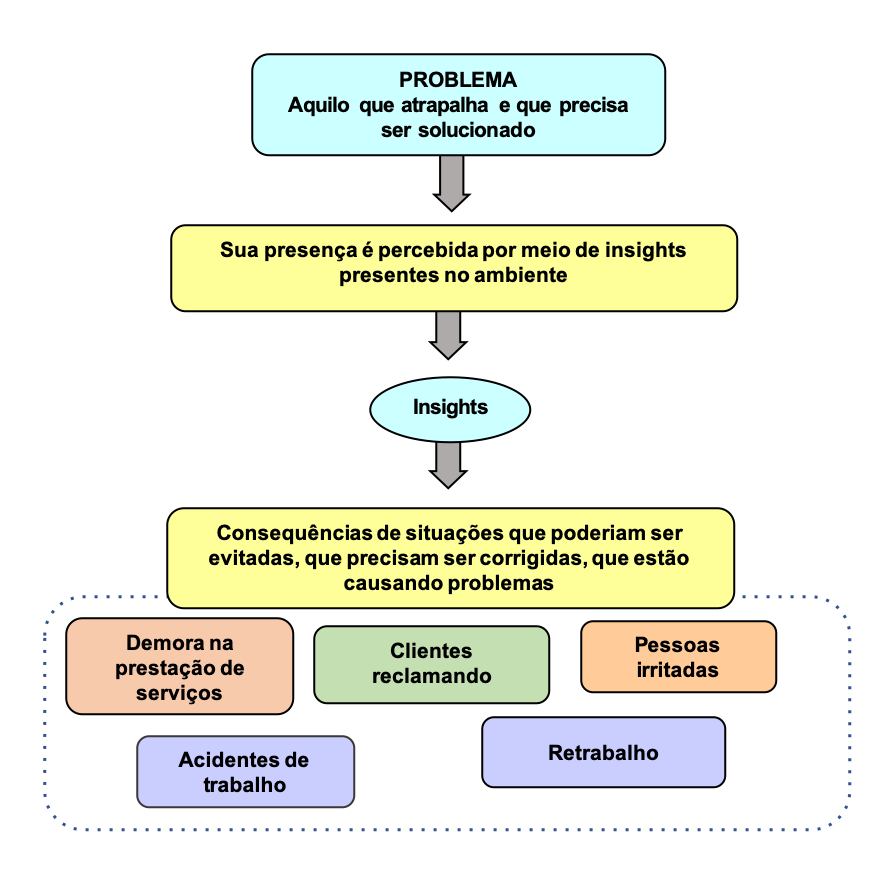 PROBLEMA
Aquilo que atrapalha e que precisa
ser solucionado
Sua presença é percebida por meio de insights
presentes no ambiente
Insights
Consequências de situações que poderiam ser
evitadas, que precisam ser corrigidas, que estão
causando problemas
Demora na
prestação de
serviços
Clientes
reclamando
Pessoas
irritadas
Acidentes de
trabalho
Retrabalho